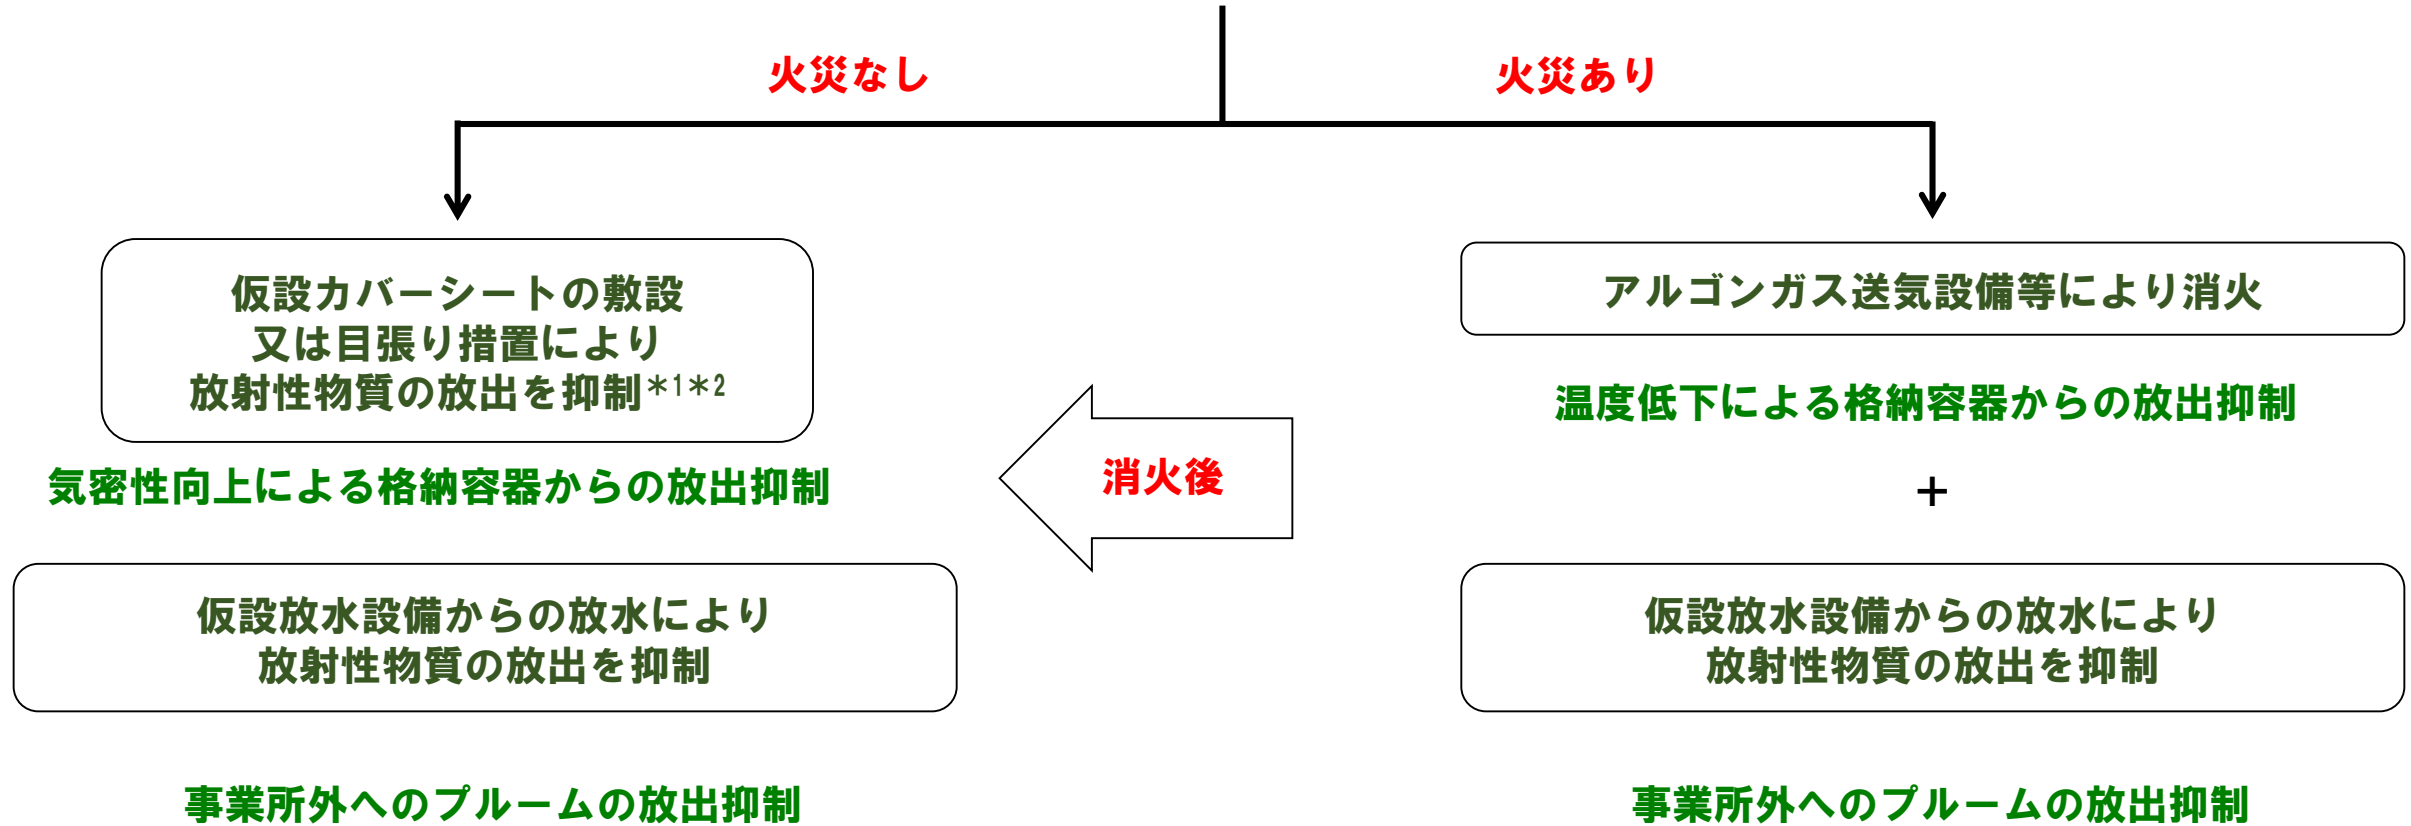 火災なし
火災あり
仮設カバーシートの敷設
又は目張り措置により
放射性物質の放出を抑制*1*2
気密性向上による格納容器からの放出抑制
仮設放水設備からの放水により
放射性物質の放出を抑制
事業所外へのプルームの放出抑制
消火後
アルゴンガス送気設備等により消火
温度低下による格納容器からの放出抑制
+
仮設放水設備からの放水により
放射性物質の放出を抑制
事業所外へのプルームの放出抑制